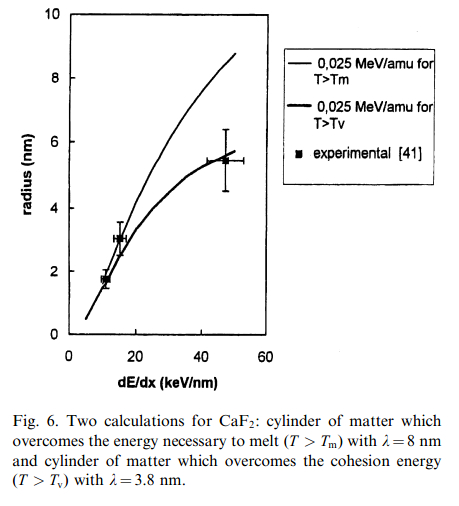 10
8
6
4
2
0
radius (nm)
0 20 40 60
dE/dx (keV/nm)
0,025 MeV/amu for
T>Tm
0,025 MeV/amu for
T>Tv
experimental [41]
Fig. 6. Two calculations for CaF₂: cylinder of matter which
overcomes the energy necessary to melt (T > Tₘ) with λ = 8 nm
and cylinder of matter which overcomes the cohesion energy
(T > Tᵥ) with λ = 3.8 nm.